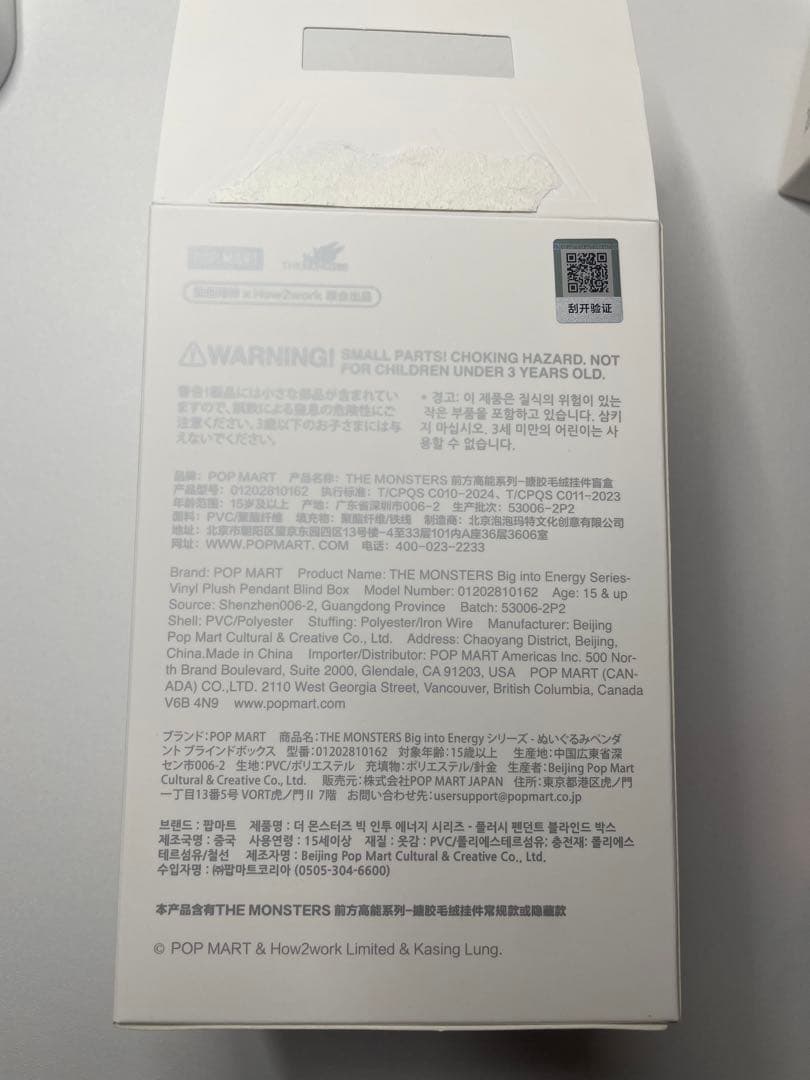 POP MART
THE MONSTERS
刮开验证
WARNING! SMALL PARTS! CHOKING HAZARD. NOT
FOR CHILDREN UNDER 3 YEARS OLD.
警告!製品には小さな部品が含まれてい
ますので、誤飲による窒息の危険性にご
注意ください。3歳以下のお子さまには与
えないでください。
* 경고: 이 제품은 질식의 위험이 있는
작은 부품을 포함하고 있습니다. 삼키
지 마십시오. 3세 미만의 어린이는 사
용할 수 없습니다.
品牌：POP MART 产品名称：THE MONSTERS 前方高能系列-搪胶毛绒挂件盲盒
产品型号：01202810162 执行标准：T/CPQS C010-2024、T/CPQS C011-2023
年龄范围：15岁及以上 产地：广东省深圳市006-2 生产批次：53006-2P2
面料：PVC/聚酯纤维 填充物：聚酯纤维/铁线 制造商：北京泡泡玛特文化创意有限公司
地址：北京市朝阳区望京东园四区13号楼-4至33层101内A座36层3606室
网址：WWW.POPMART.COM 电话：400-023-2233
Brand: POP MART Product Name: THE MONSTERS Big into Energy Series-
Vinyl Plush Pendant Blind Box Model Number: 01202810162 Age: 15 & up
Source: Shenzhen006-2, Guangdong Province Batch: 53006-2P2
Shell: PVC/Polyester Stuffing: Polyester/Iron Wire Manufacturer: Beijing
Pop Mart Cultural & Creative Co., Ltd. Address: Chaoyang District, Beijing,
China.Made in China Importer/Distributor: POP MART Americas Inc. 500 Nor-
th Brand Boulevard, Suite 2000, Glendale, CA 91203, USA POP MART (CAN-
ADA) CO.,LTD. 2110 West Georgia Street, Vancouver, British Columbia, Canada
V6B 4N9 www.popmart.com
ブランド:POP MART 商品名:THE MONSTERS Big into Energy シリーズ - ぬいぐるみペンダ
ント ブラインドボックス 型番:01202810162 対象年齢:15歳以上 生産地:中国広東省深
セン市006-2 生地:PVC/ポリエステル 充填物:ポリエステル/針金 生産者:Beijing Pop Mart
Cultural & Creative Co., Ltd. 販売元:株式会社POP MART JAPAN 住所:東京都港区虎ノ門
一丁目13番5号 VORT虎ノ門Ⅱ 7階 お問い合わせ先:usersupport@popmart.co.jp
브랜드 : 팝마트 제품명 : 더 몬스터즈 빅 인투 에너지 시리즈 - 플러시 펜던트 블라인드 박스
제조국명 : 중국 사용연령 : 15세이상 재질 : 옷감 : PVC/폴리에스테르섬유; 충전재: 폴리에스
테르섬유/철선 제조자명 : Beijing Pop Mart Cultural & Creative Co., Ltd.
수입자명 : ㈜팝마트코리아 (0505-304-6600)
本产品含有THE MONSTERS 前方高能系列-搪胶毛绒挂件常规款或隐藏款
© POP MART & How2work Limited & Kasing Lung.